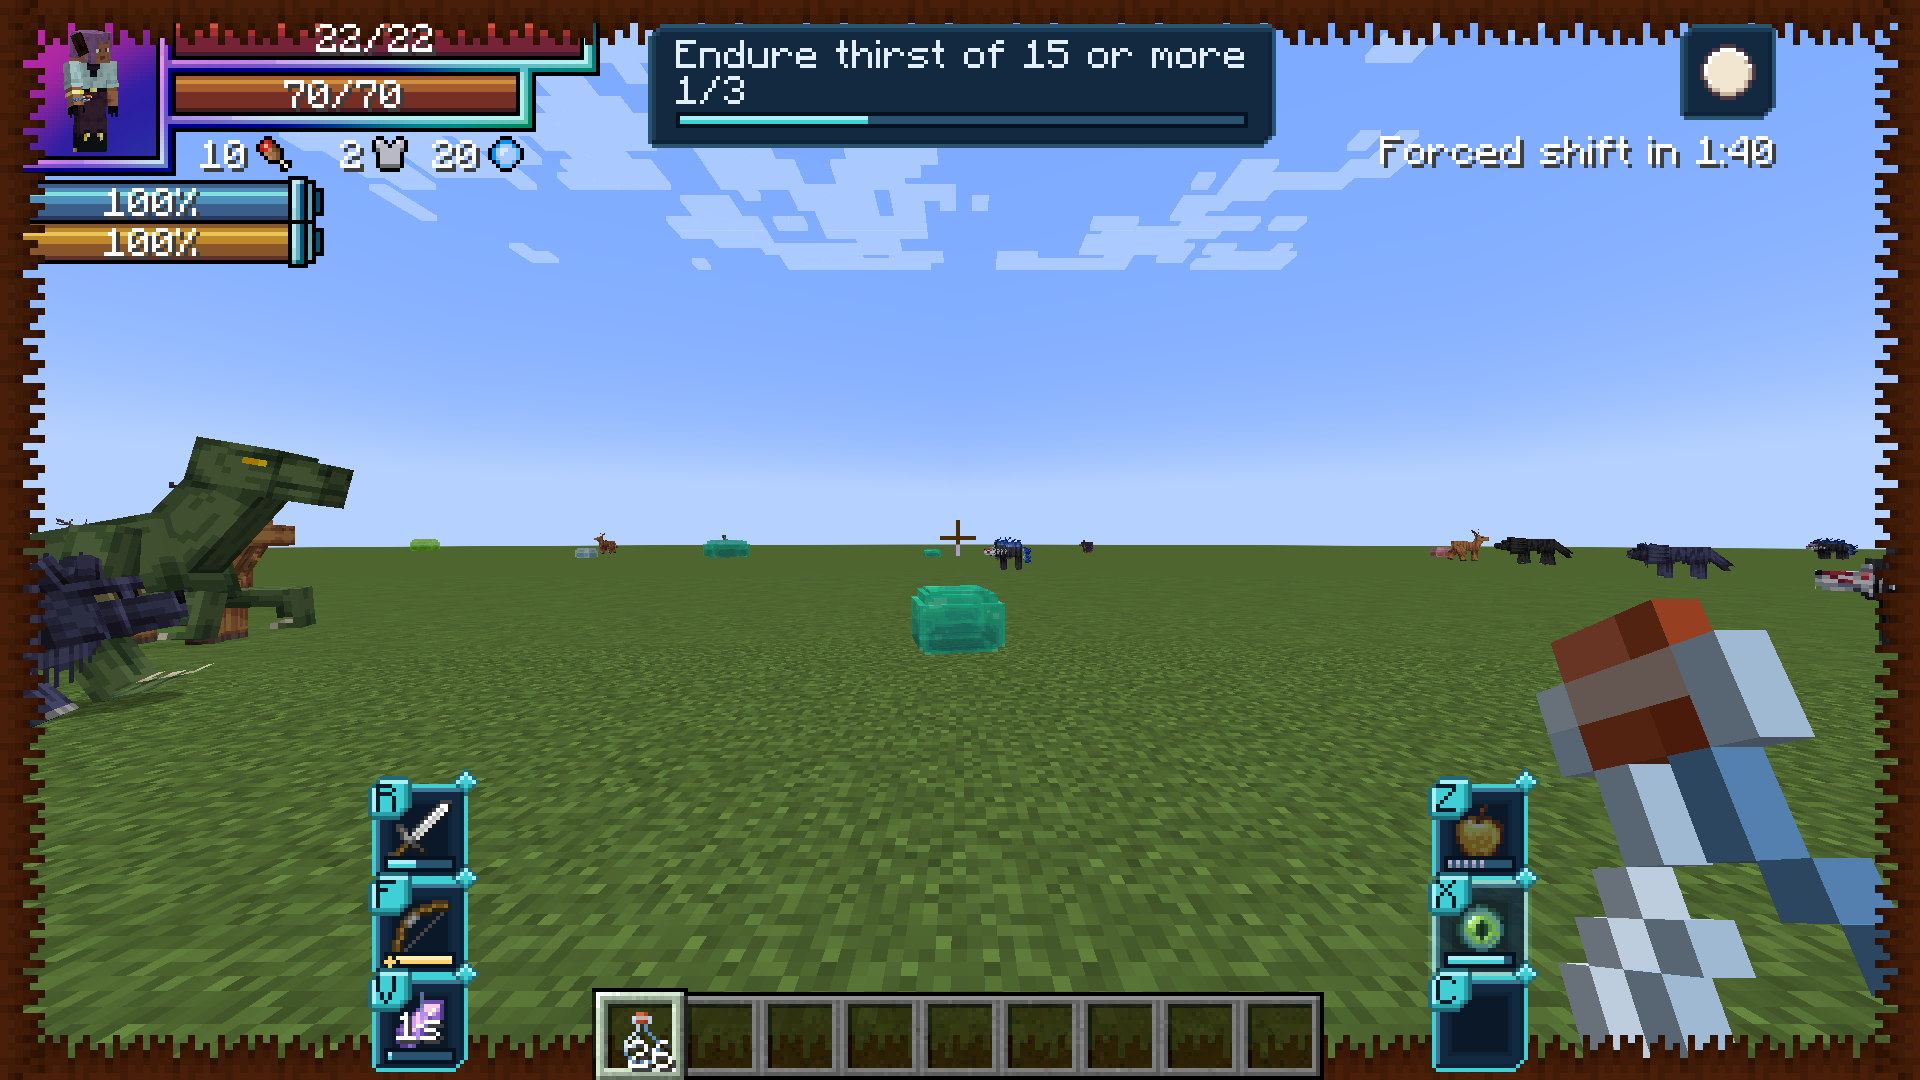 22/22
Endure thirst of 15 or more
1/3
70/70
10 2 20
Forced shift in 1:40
100%
100%
R
F
V
15
Z
X
C
26